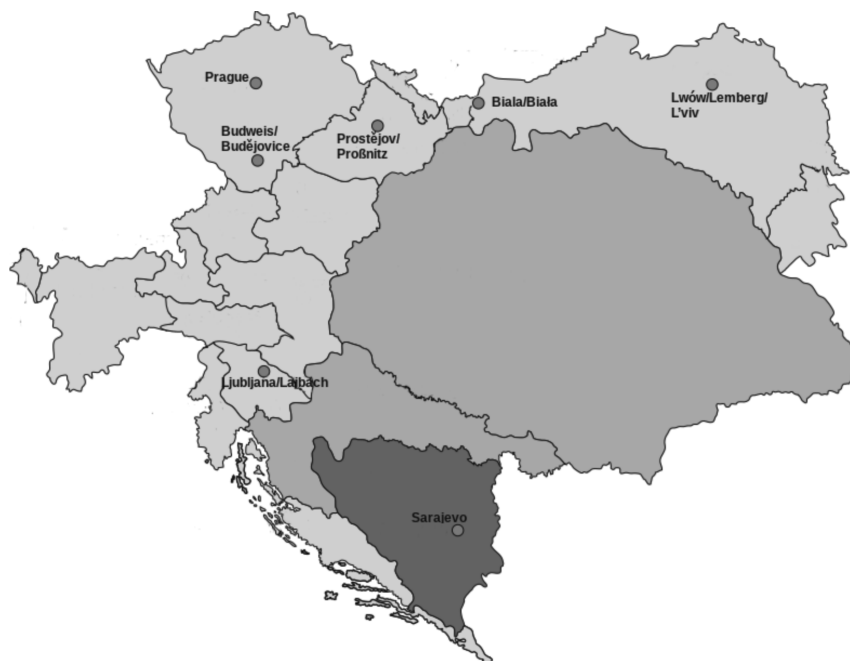 Prague
Biala/Biała
Lwów/Lemberg/
L'viv
Budweis/
Budějovice
Prostějov/
Proßnitz
Ljubljana/Laibach
Sarajevo